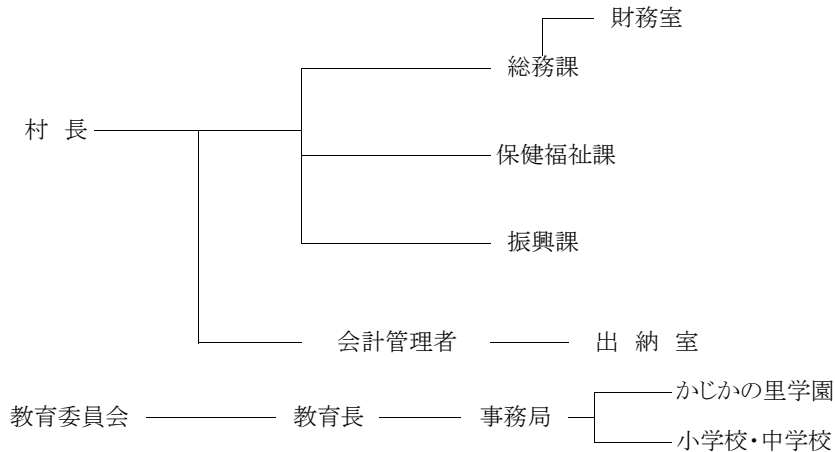 財務室
総務課
村 長
保健福祉課
振興課
会計管理者 出 納 室
かじかの里学園
教育委員会 教育長 事務局
小学校・中学校